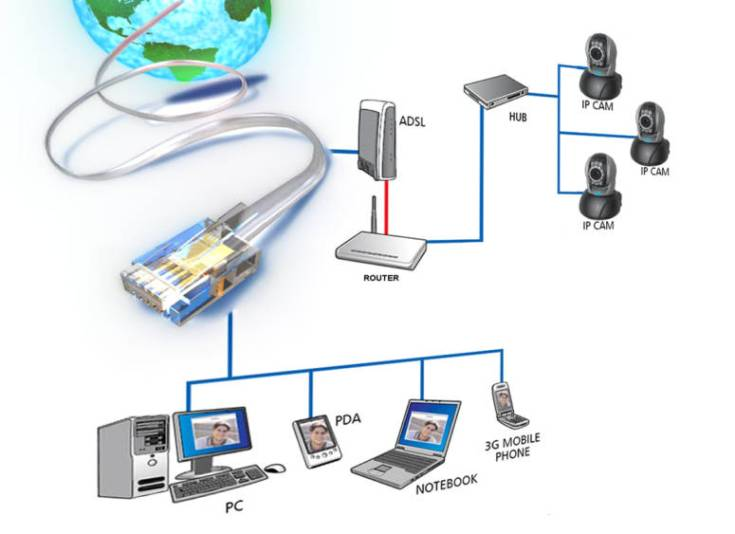 ADSL
HUB
IP CAM
IP CAM
IP CAM
ROUTER
PDA
3G MOBILE
PHONE
NOTEBOOK
PC